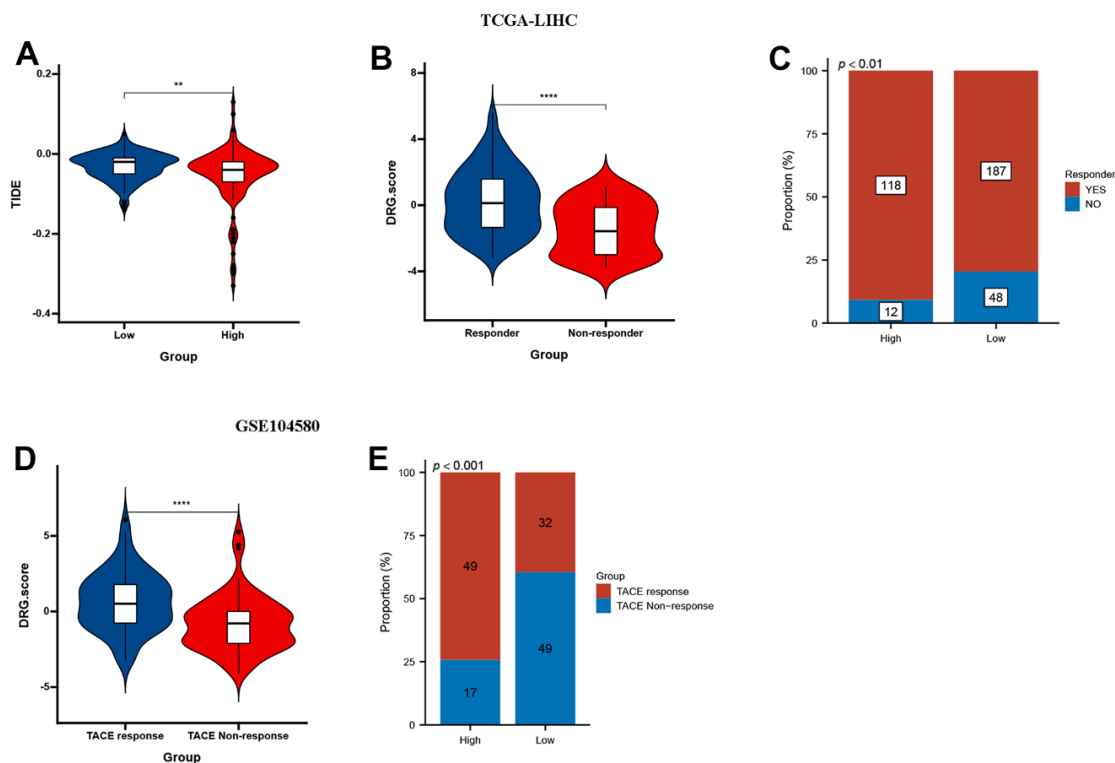 TCGA-LIHC
A
TIDE
0.2
0.0
-0.2
-0.4
**
Low
High
Group
B
DRG.score
8
4
0
-4
****
Responder
Non-responder
Group
C
p < 0.01
Proportion (%)
100
75
50
25
0
118
187
12
48
High
Low
Responder
YES
NO
GSE104580
D
DRG.score
5
0
-5
****
TACE response
TACE Non-response
Group
E
p < 0.001
Proportion (%)
100
75
50
25
0
49
32
17
49
High
Low
Group
TACE response
TACE Non-response